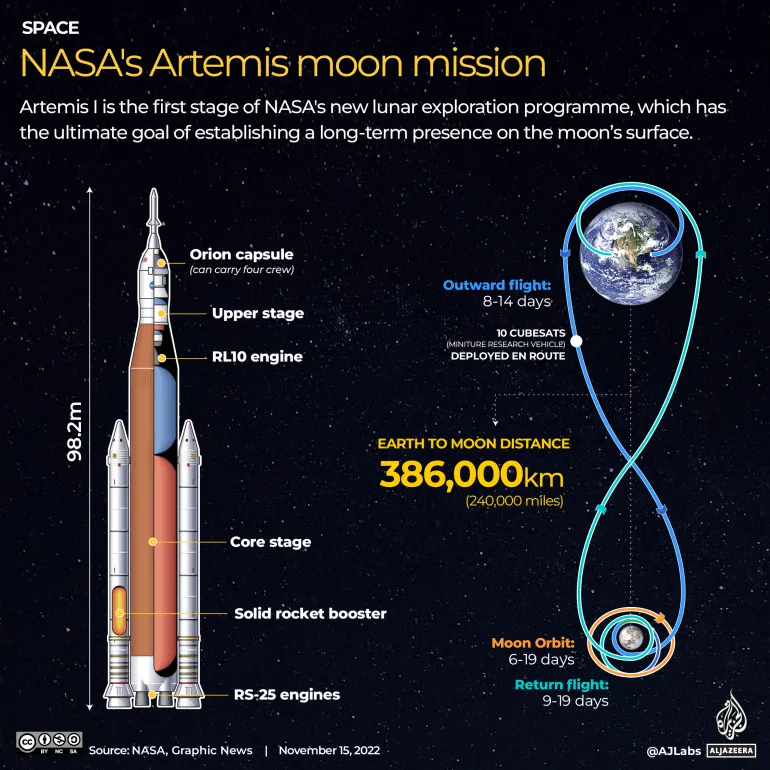 SPACE
NASA's Artemis moon mission
Artemis I is the first stage of NASA's new lunar exploration programme, which has
the ultimate goal of establishing a long-term presence on the moon's surface.
98.2m
Orion capsule
(can carry four crew)
Upper stage
RL10 engine
Core stage
Solid rocket booster
RS-25 engines
Outward flight:
8-14 days
10 CUBESATS
(MINITURE RESEARCH VEHICLE)
DEPLOYED EN ROUTE
EARTH TO MOON DISTANCE
386,000km
(240,000 miles)
Moon Orbit:
6-19 days
Return flight:
9-19 days
cc BY NC SA
Source: NASA, Graphic News | November 15, 2022
@AJLabs
ALJAZEERA